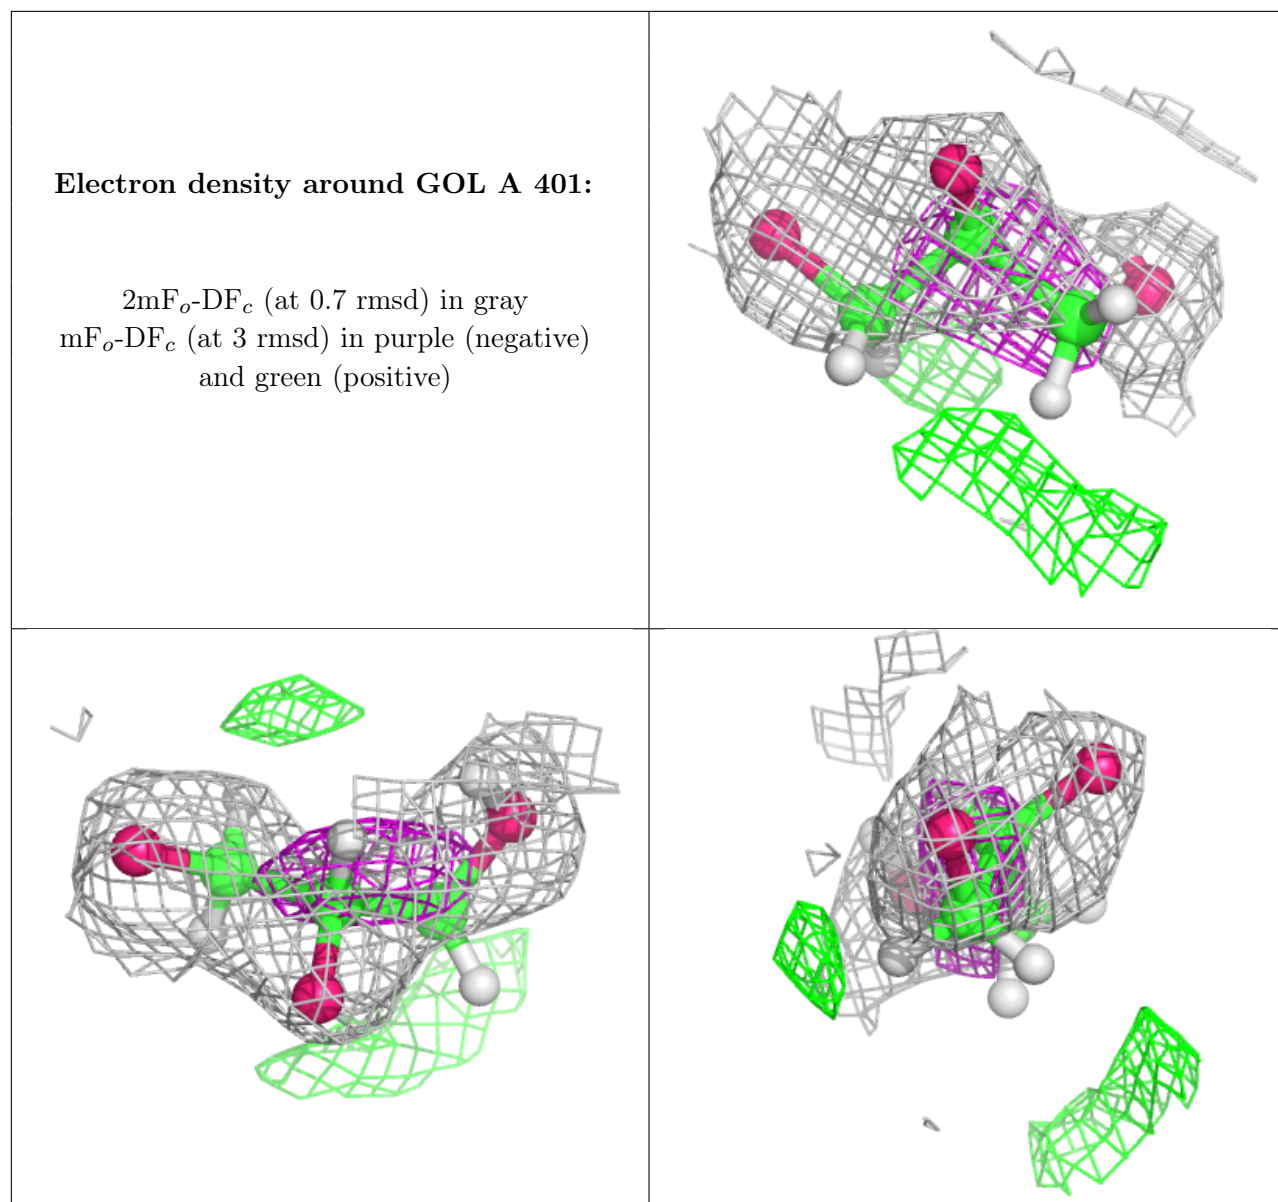 Electron density around GOL A 401:
2mFₒ-DF𝒸 (at 0.7 rmsd) in gray
mFₒ-DF𝒸 (at 3 rmsd) in purple (negative)
and green (positive)